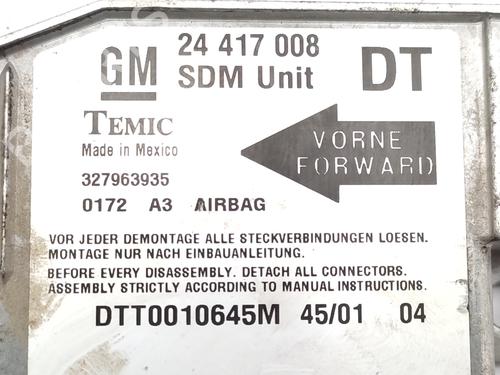 GM 24 417 008 DT
SDM Unit
TEMIC
Made in Mexico
VORNE
FORWARD
327963935
0172 A3 AIRBAG
VOR JEDER DEMONTAGE ALLE STECKVERBINDUNGEN LOESEN.
MONTAGE NUR NACH EINBAUANLEITUNG.
BEFORE EVERY DISASSEMBLY. DETACH ALL CONNECTORS.
ASSEMBLY STRICTLY ACCORDING TO MANUAL INSTRUCTIONS.
DTT0010645M 45/01 04